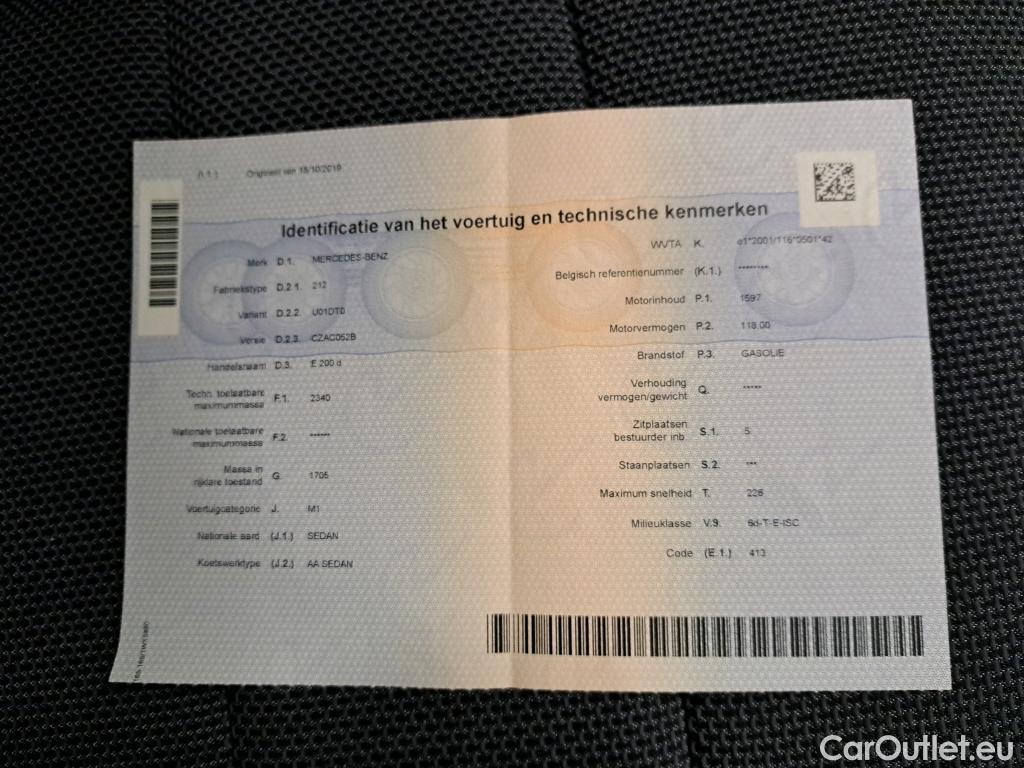 (I.1.) Origineel van 15/10/2019
Identificatie van het voertuig en technische kenmerken
Merk D.1. MERCEDES-BENZ
Fabriekstype D.2.1. 212
Variant D.2.2. U01DT0
Versie D.2.3. CZAC052B
Handelsnaam D.3. E 200 d
Techn. toelaatbare
maximummassa F.1. 2340
Nationale toelaatbare
maximummassa F.2. ******
Massa in
rijklare toestand G. 1705
Voertuigcategorie J. M1
Nationale aard (J.1.) SEDAN
Koetswerktype (J.2.) AA SEDAN
WVTA K. e1*2001/116*0501*42
Belgisch referentienummer (K.1.) ********
Motorinhoud P.1. 1597
Motorvermogen P.2. 118.00
Brandstof P.3. GASOLIE
Verhouding
vermogen/gewicht Q. *****
Zitplaatsen
bestuurder inb. S.1. 5
Staanplaatsen S.2. ***
Maximum snelheid T. 226
Milieuklasse V.9. 6d-T-E-ISC
Code (E.1.) 413
CarOutlet.eu